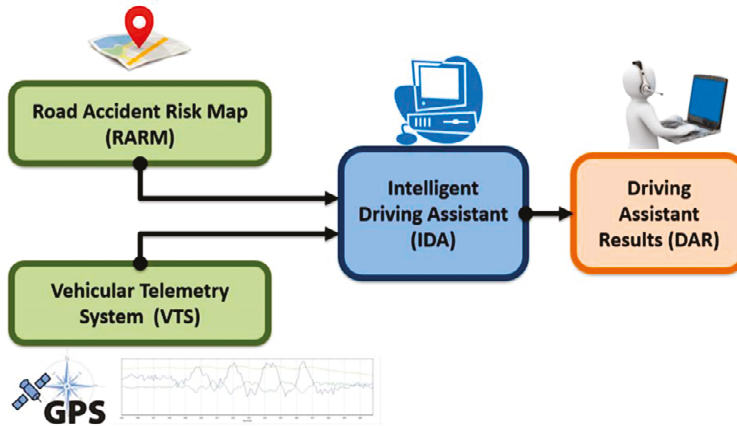 Road Accident Risk Map
(RARM)
Intelligent
Driving Assistant
(IDA)
Driving
Assistant
Results (DAR)
Vehicular Telemetry
System (VTS)
GPS